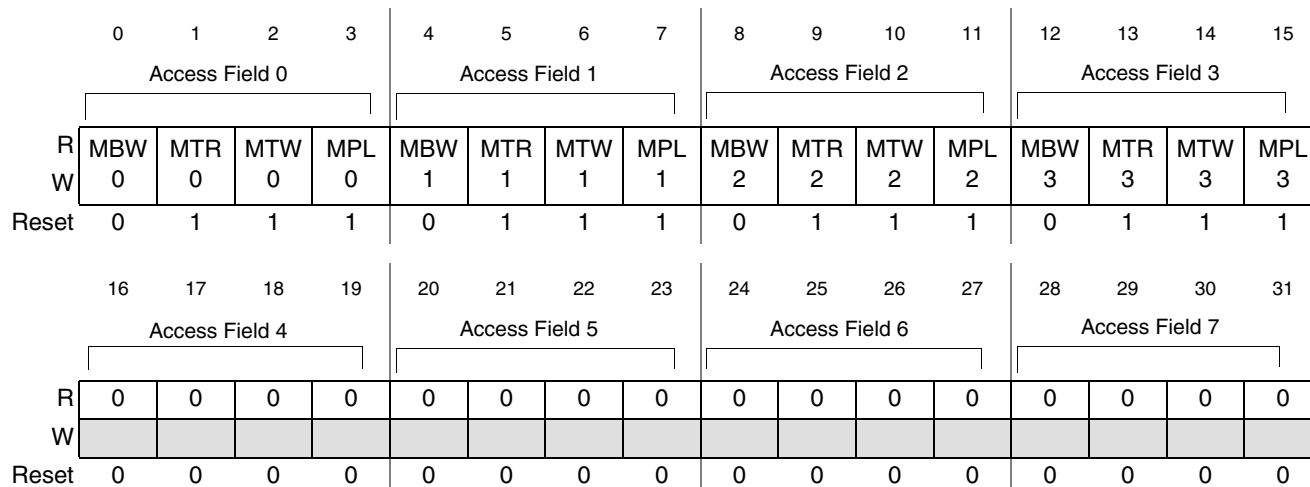 0 1 2 3 4 5 6 7 8 9 10 11 12 13 14 15
Access Field 0 Access Field 1 Access Field 2 Access Field 3
R MBW MTR MTW MPL MBW MTR MTW MPL MBW MTR MTW MPL MBW MTR MTW MPL
W 0 0 0 0 1 1 1 1 2 2 2 2 3 3 3 3
Reset 0 1 1 1 0 1 1 1 0 1 1 1 0 1 1 1
16 17 18 19 20 21 22 23 24 25 26 27 28 29 30 31
Access Field 4 Access Field 5 Access Field 6 Access Field 7
R 0 0 0 0 0 0 0 0 0 0 0 0 0 0 0 0
W
Reset 0 0 0 0 0 0 0 0 0 0 0 0 0 0 0 0